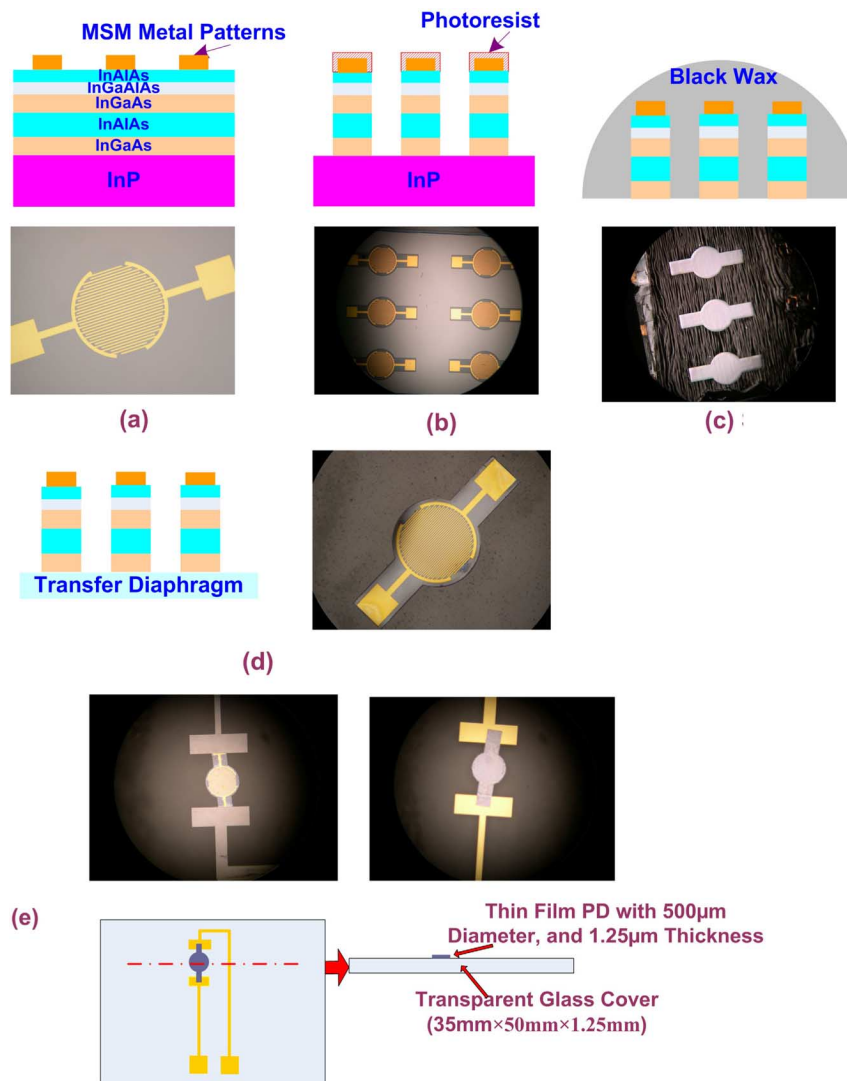 MSM Metal Patterns
InAlAs
InGaAlAs
InGaAs
InAlAs
InGaAs
InP
(a)
Photoresist
InP
(b)
Black Wax
(c)
Transfer Diaphragm
(d)
(e)
Thin Film PD with 500µm
Diameter, and 1.25µm Thickness
Transparent Glass Cover
(35mm×50mm×1.25mm)